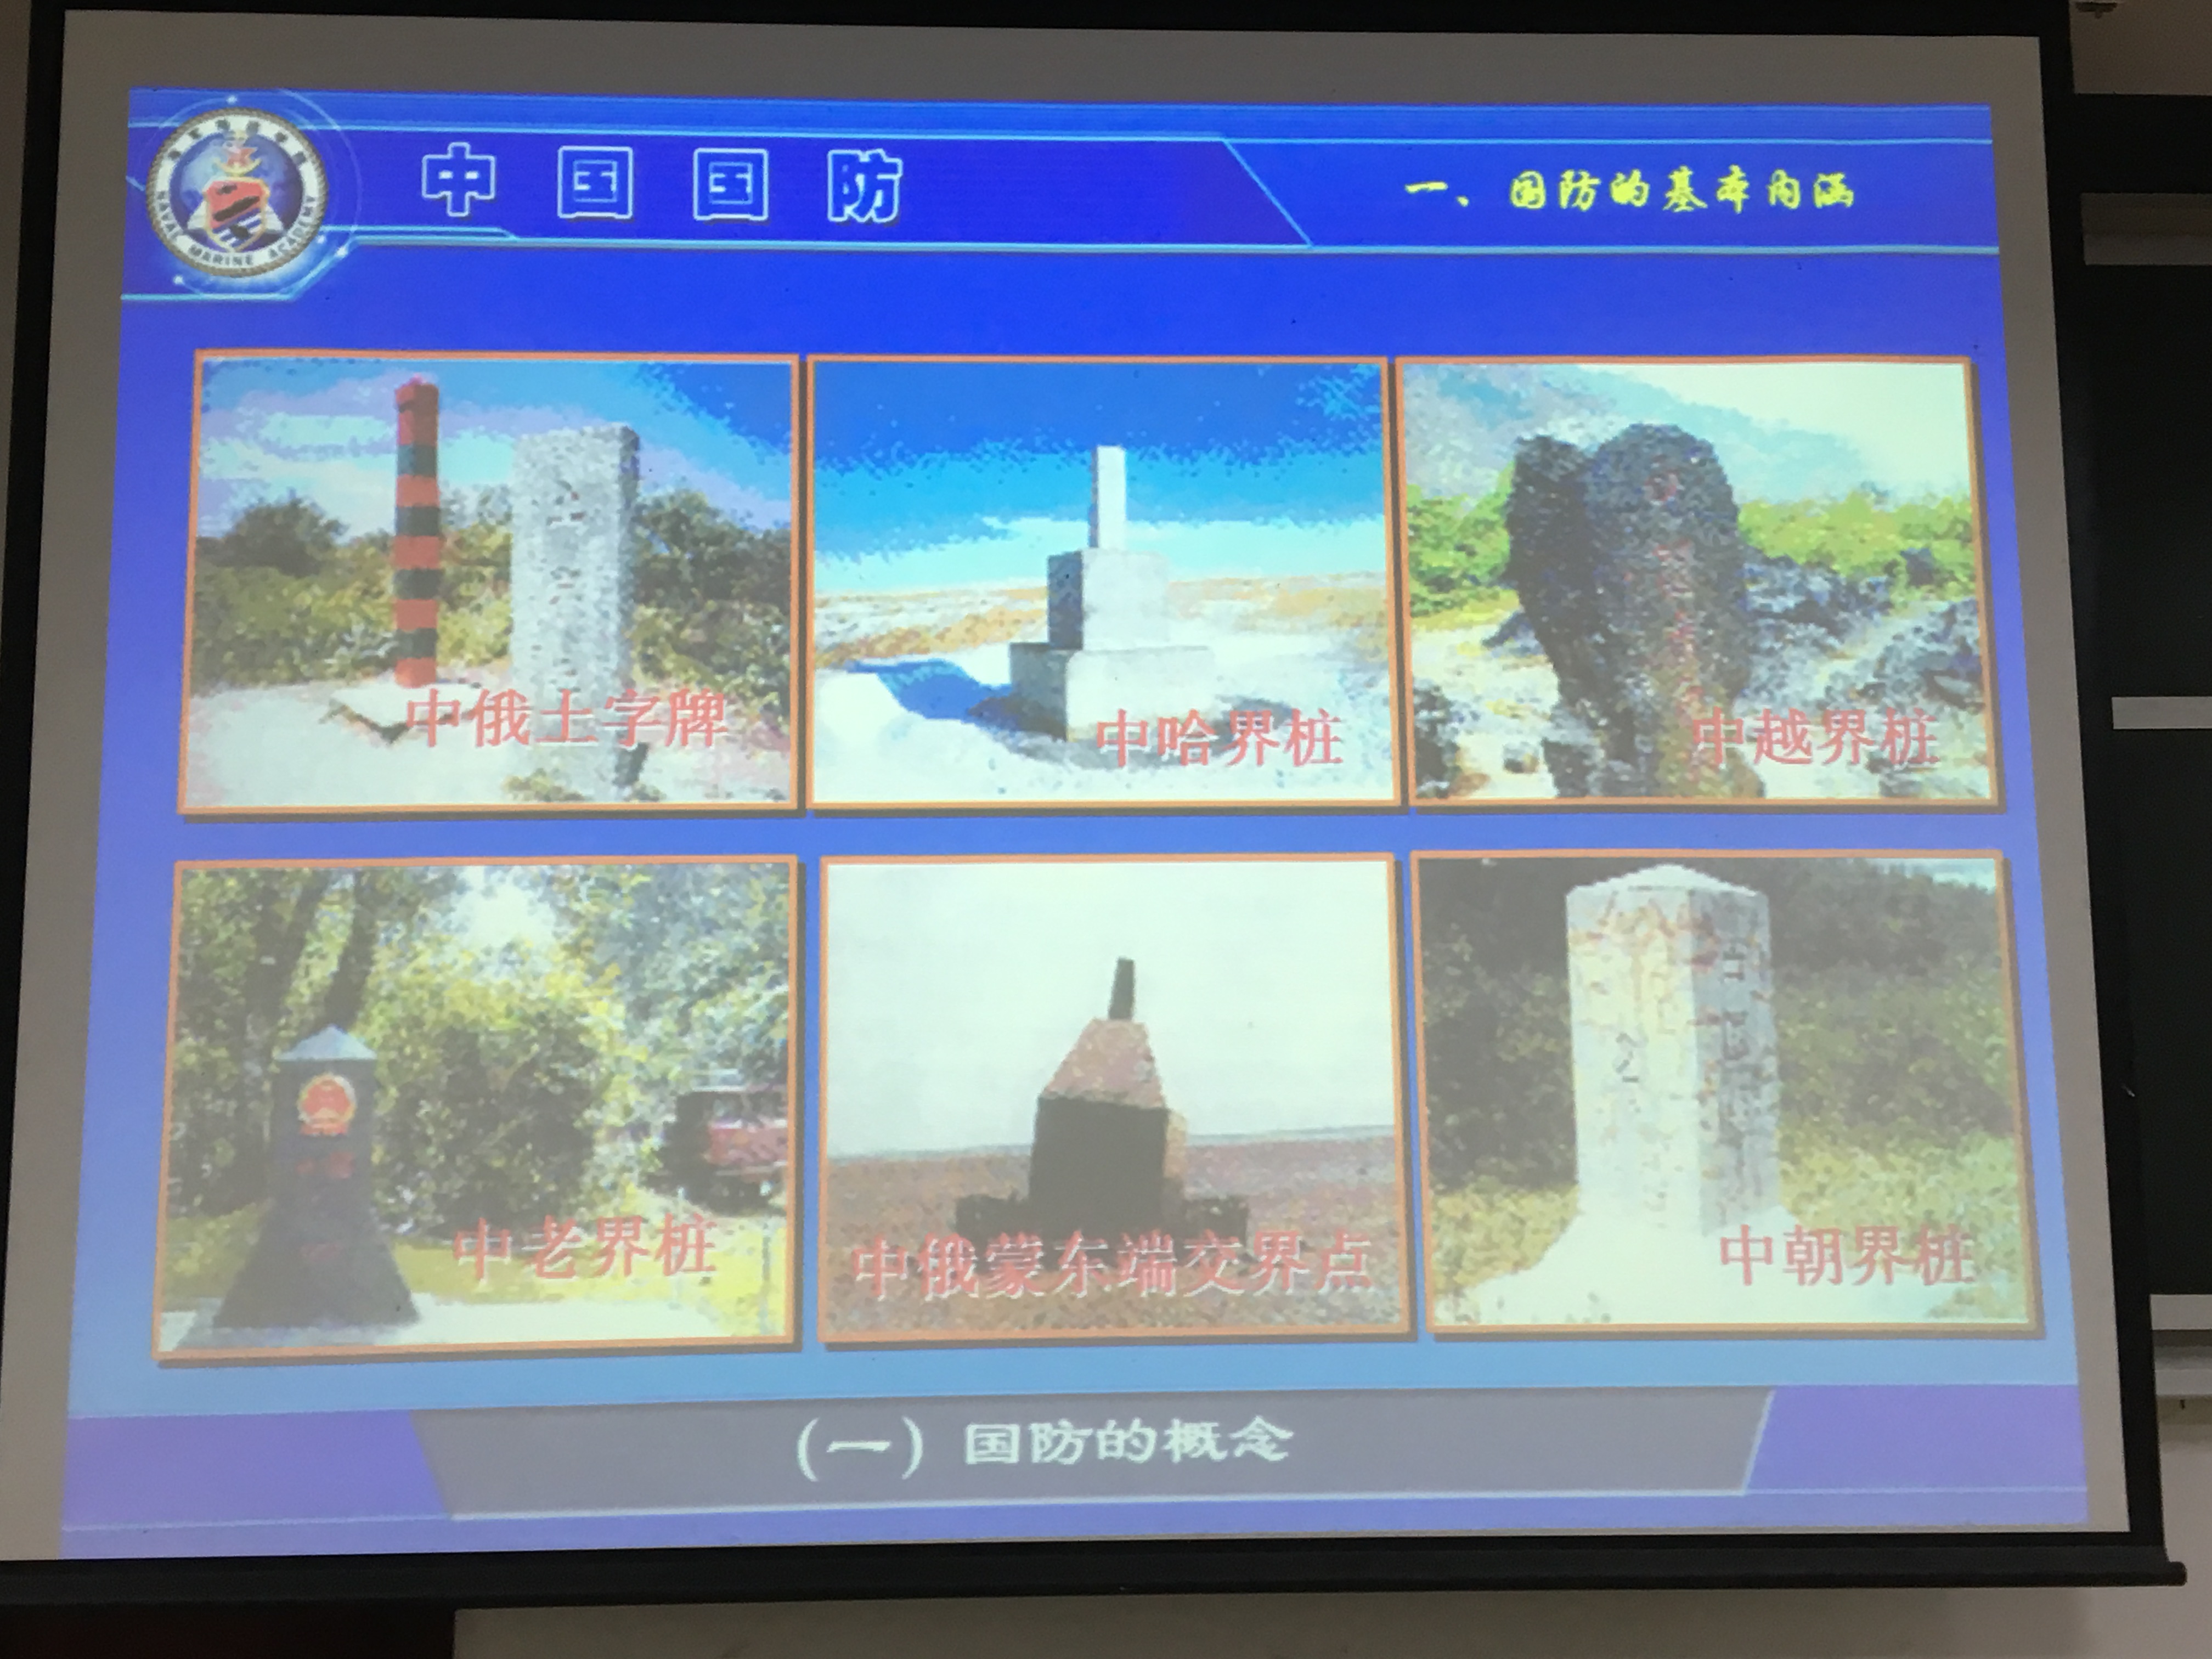 中国国防
一、国防的基本内涵
NAVAL MARINE ACADEMY
土
中俄土字牌
中哈界桩
中越界桩
中老界桩
中俄蒙东端交界点
中朝界桩
(一) 国防的概念